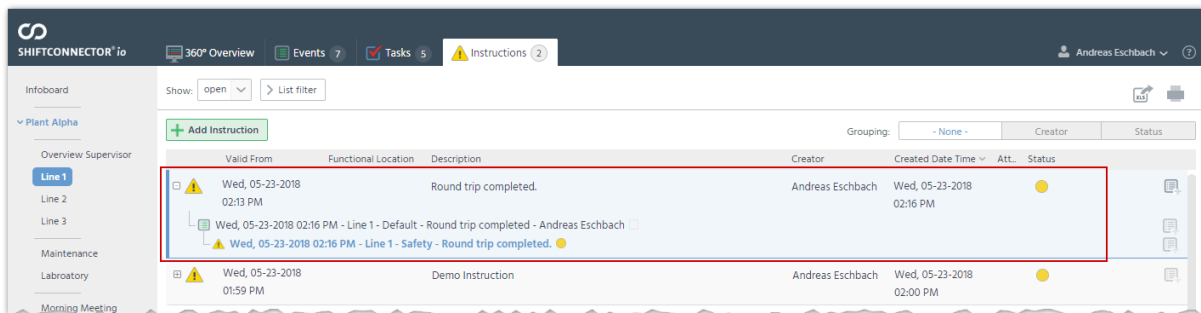 SHIFTCONNECTOR® io
360° Overview Events 7 Tasks 5 Instructions 2 Andreas Eschbach ?
Infoboard
Show: open > List filter XLS
Plant Alpha
+ Add Instruction Grouping: - None - Creator Status
Overview Supervisor
Valid From Functional Location Description Creator Created Date Time Att.. Status
Line 1
Wed, 05-23-2018 Round trip completed. Andreas Eschbach Wed, 05-23-2018
02:13 PM 02:16 PM
Line 2
Line 3
Wed, 05-23-2018 02:16 PM - Line 1 - Default - Round trip completed - Andreas Eschbach
Wed, 05-23-2018 02:16 PM - Line 1 - Safety - Round trip completed.
Maintenance
Labroatory
Wed, 05-23-2018 Demo Instruction Andreas Eschbach Wed, 05-23-2018
01:59 PM 02:00 PM
Morning Meeting